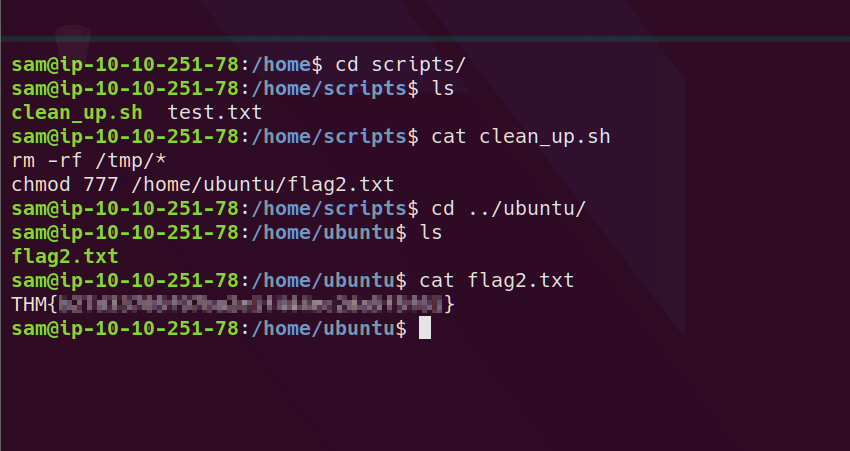 sam@ip-10-10-251-78:/home$ cd scripts/
sam@ip-10-10-251-78:/home/scripts$ ls
clean_up.sh  test.txt
sam@ip-10-10-251-78:/home/scripts$ cat clean_up.sh
rm -rf /tmp/*
chmod 777 /home/ubuntu/flag2.txt
sam@ip-10-10-251-78:/home/scripts$ cd ../ubuntu/
sam@ip-10-10-251-78:/home/ubuntu$ ls
flag2.txt
sam@ip-10-10-251-78:/home/ubuntu$ cat flag2.txt
THM{}
sam@ip-10-10-251-78:/home/ubuntu$